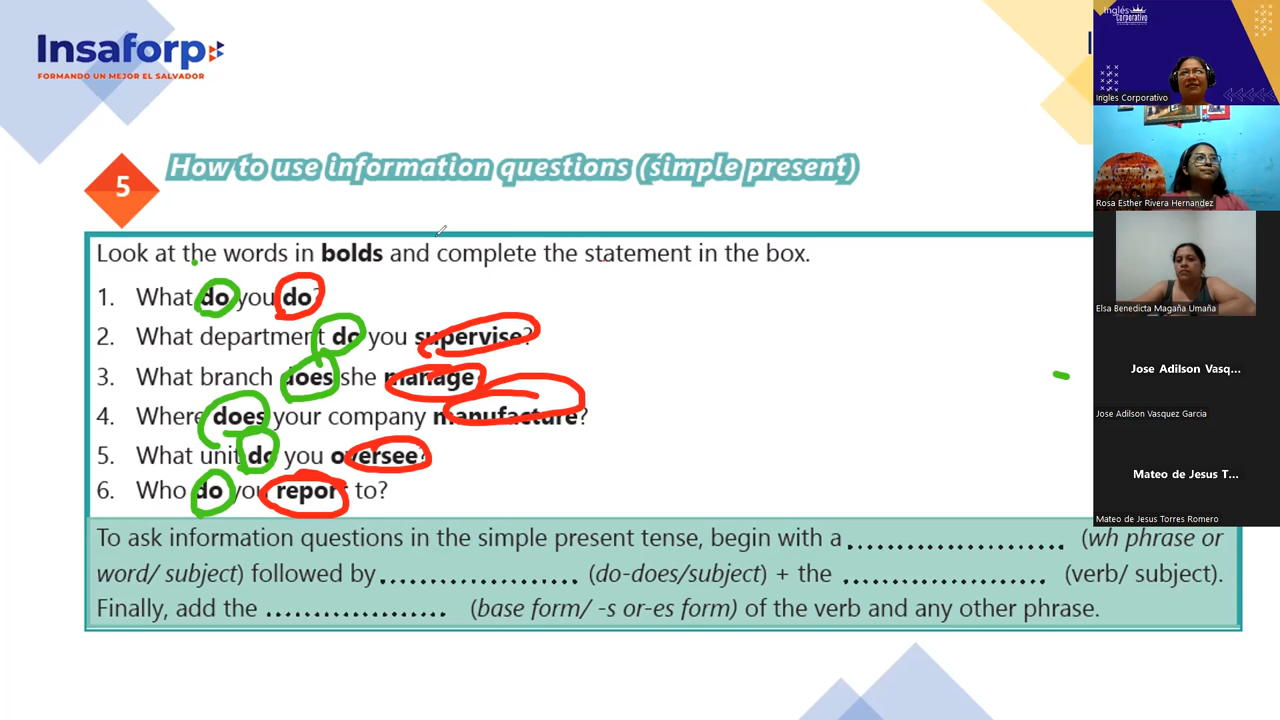 Insaforp
FORMANDO UN MEJOR EL SALVADOR
5
How to use information questions (simple present)
Look at the words in bolds and complete the statement in the box.
1. What do you do?
2. What department do you supervise?
3. What branch does she manage
4. Where does your company manufacture?
5. What unit do you oversee?
6. Who do you report to?
To ask information questions in the simple present tense, begin with a ........................ (wh phrase or
word/ subject) followed by ...................... (do-does/subject) + the ...................... (verb/ subject).
Finally, add the .................... (base form/ -s or-es form) of the verb and any other phrase.
Inglés
Corporativo
Ingles Corporativo
Rosa Esther Rivera Hernandez
Elsa Benedicta Magaña Umaña
Jose Adilson Vasq...
Jose Adilson Vasquez Garcia
Mateo de Jesus T...
Mateo de Jesus Torres Romero